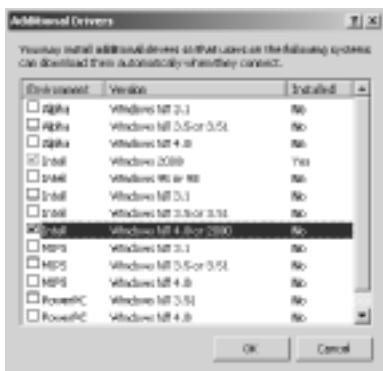 Additional Drivers
You may install additional drivers so that users on the following systems
can download them automatically when they connect.
Environment Version Installed
Alpha Windows NT 3.1 No
Alpha Windows NT 3.5 or 3.51 No
Alpha Windows NT 4.0 No
Intel Windows 2000 Yes
Intel Windows 95 or 98 No
Intel Windows NT 3.1 No
Intel Windows NT 3.5 or 3.51 No
Intel Windows NT 4.0 or 2000 No
MIPS Windows NT 3.1 No
MIPS Windows NT 3.5 or 3.51 No
MIPS Windows NT 4.0 No
PowerPC Windows NT 3.51 No
PowerPC Windows NT 4.0 No
OK Cancel